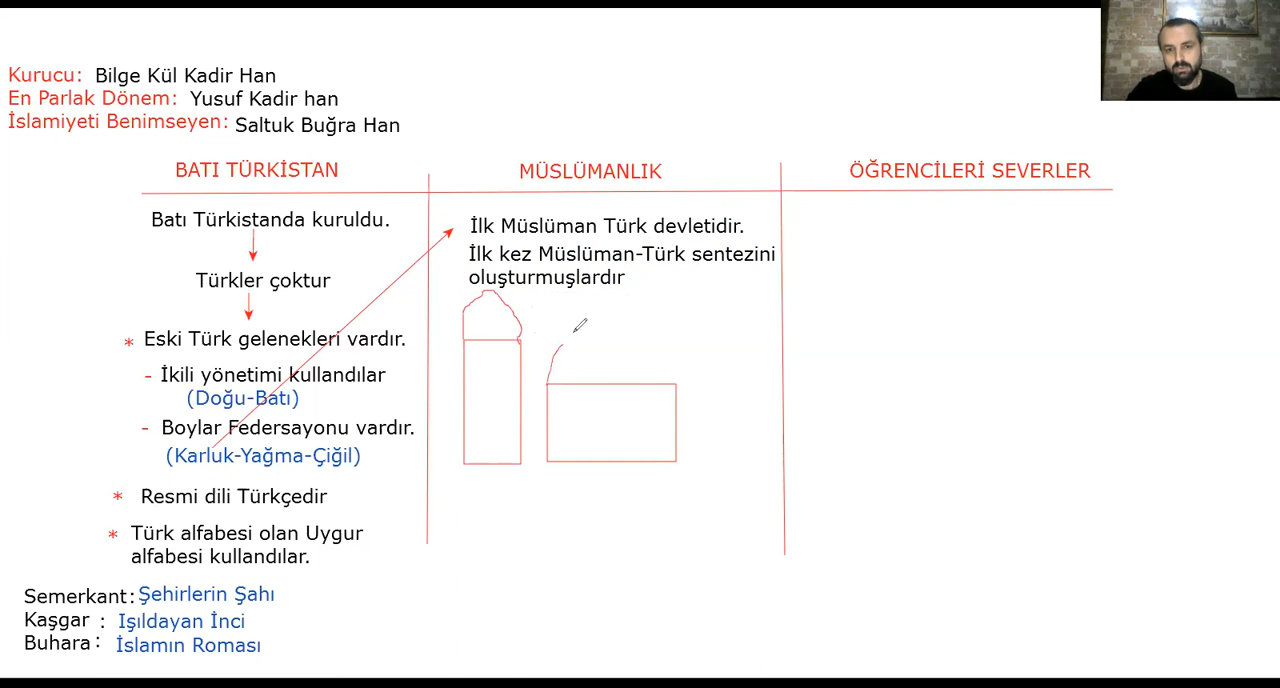 Kurucu: Bilge Kül Kadir Han
En Parlak Dönem: Yusuf Kadir han
İslamiyeti Benimseyen: Saltuk Buğra Han
BATI TÜRKİSTAN
Batı Türkistanda kuruldu.
Türkler çoktur
* Eski Türk gelenekleri vardır.
- İkili yönetimi kullandılar
(Doğu-Batı)
- Boylar Federsayonu vardır.
(Karluk-Yağma-Çiğil)
* Resmi dili Türkçedir
* Türk alfabesi olan Uygur
alfabesi kullandılar.
MÜSLÜMANLIK
İlk Müslüman Türk devletidir.
İlk kez Müslüman-Türk sentezini
oluşturmuşlardır
ÖĞRENCİLERİ SEVERLER
Semerkant: Şehirlerin Şahı
Kaşgar : Işıldayan İnci
Buhara: İslamın Roması